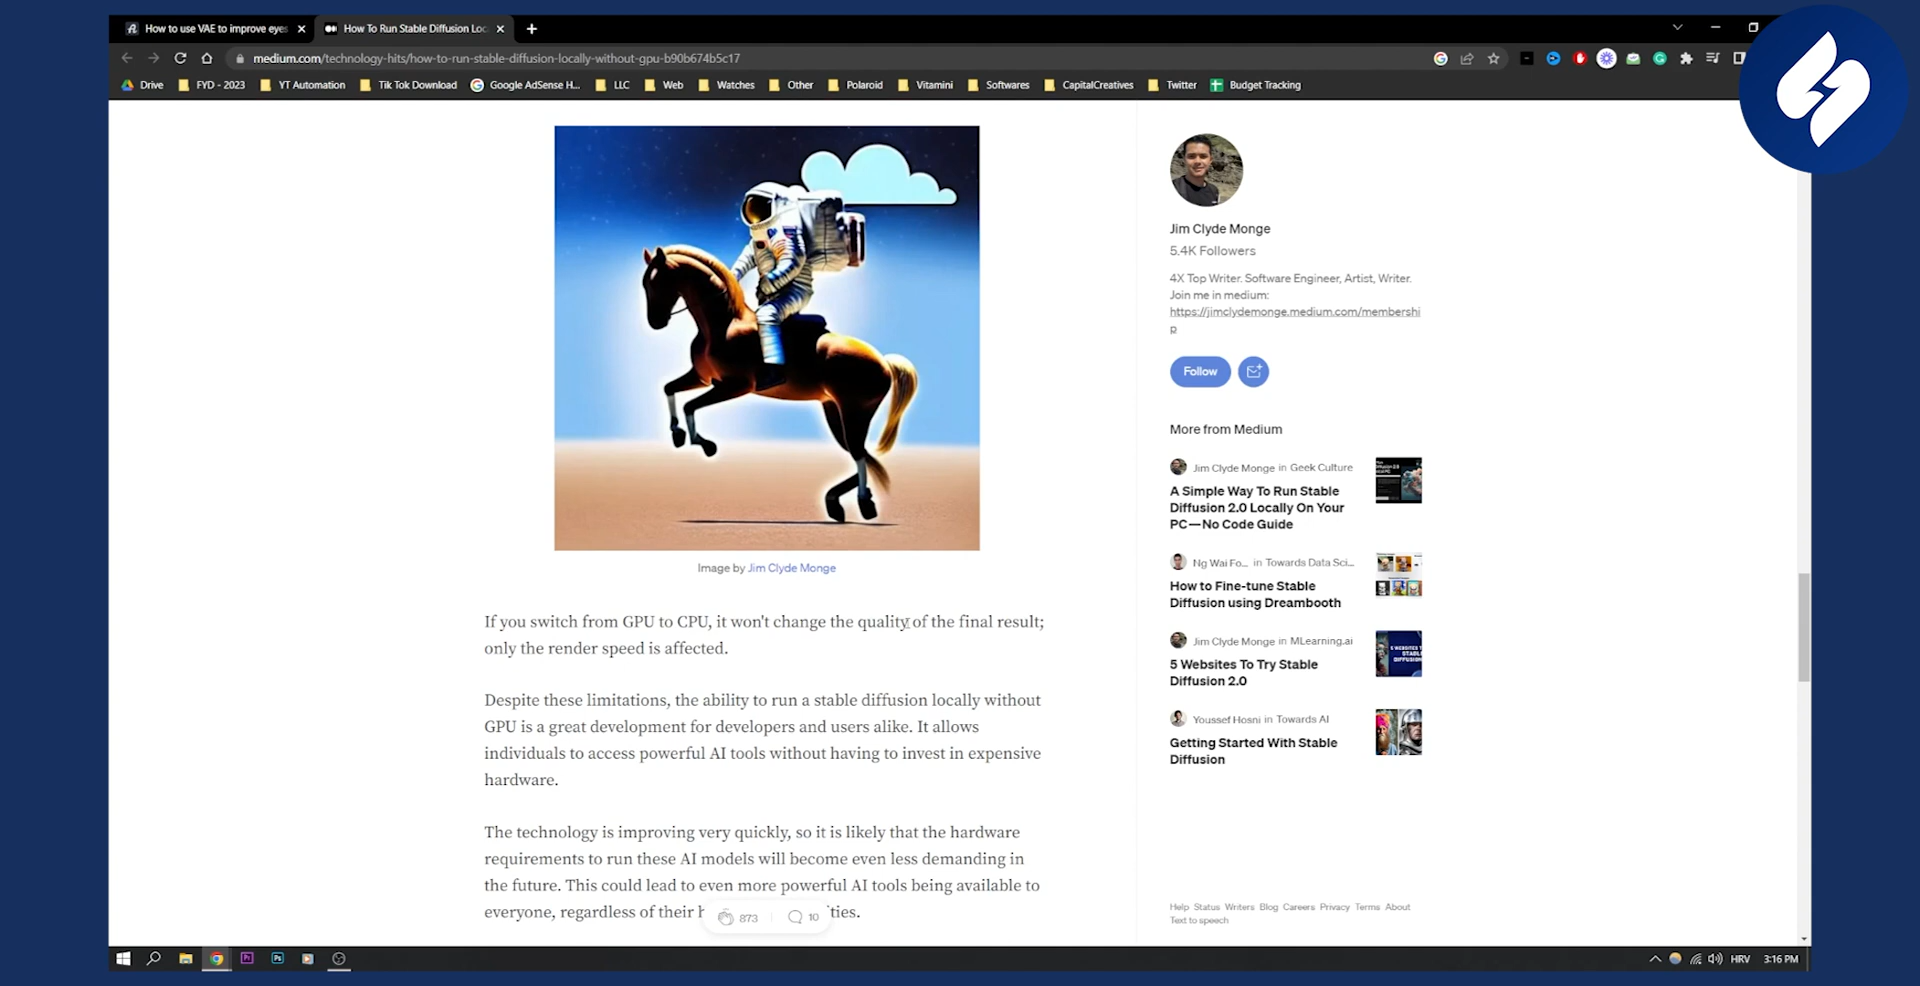 How to use VAE to improve eyes
How To Run Stable Diffusion Loc
medium.com/technology-hits/how-to-run-stable-diffusion-locally-without-gpu-b90b674b5c17
Drive FYD - 2023 YT Automation Tik Tok Download Google AdSense H... LLC Web Watches Other Polaroid Vitamini Softwares CapitalCreatives Twitter Budget Tracking
Image by Jim Clyde Monge
If you switch from GPU to CPU, it won't change the quality of the final result;
only the render speed is affected.
Despite these limitations, the ability to run a stable diffusion locally without
GPU is a great development for developers and users alike. It allows
individuals to access powerful AI tools without having to invest in expensive
hardware.
The technology is improving very quickly, so it is likely that the hardware
requirements to run these AI models will become even less demanding in
the future. This could lead to even more powerful AI tools being available to
everyone, regardless of their h
ties.
873 10
Jim Clyde Monge
5.4K Followers
4X Top Writer. Software Engineer, Artist, Writer.
Join me in medium:
https://jimclydemonge.medium.com/membershi
p
Follow
More from Medium
Jim Clyde Monge in Geek Culture
A Simple Way To Run Stable
Diffusion 2.0 Locally On Your
PC — No Code Guide
Ng Wai Fo... in Towards Data Sci...
How to Fine-tune Stable
Diffusion using Dreambooth
Jim Clyde Monge in MLearning.ai
5 Websites To Try Stable
Diffusion 2.0
Youssef Hosni in Towards AI
Getting Started With Stable
Diffusion
Help Status Writers Blog Careers Privacy Terms About
Text to speech
HRV 3:16 PM